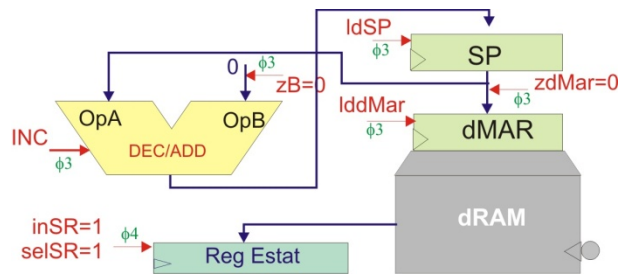 ldSP
ϕ3
SP
0
ϕ3
zB=0
zdMar=0
ϕ3
OpA
OpB
lddMar
ϕ3
dMAR
INC
ϕ3
DEC/ADD
dRAM
inSR=1
selSR=1
ϕ4
Reg Estat